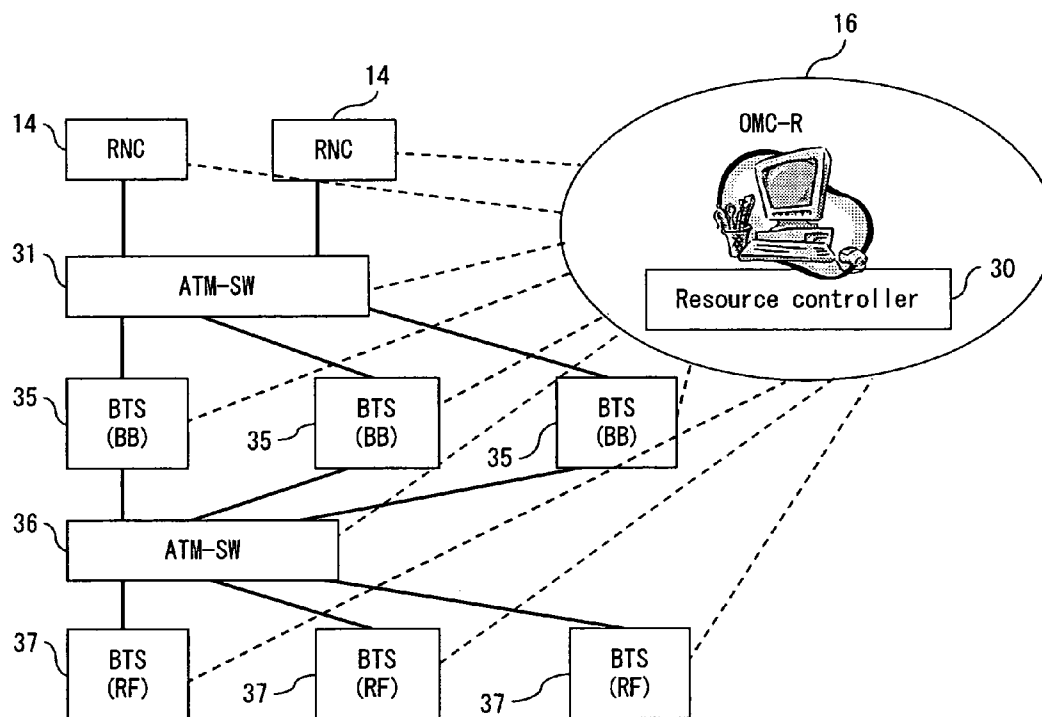 16
14
14
RNC
RNC
OMC-R
31
ATM-SW
30
Resource controller
35
BTS
(BB)
35
BTS
(BB)
35
BTS
(BB)
36
ATM-SW
37
BTS
(RF)
37
BTS
(RF)
37
BTS
(RF)